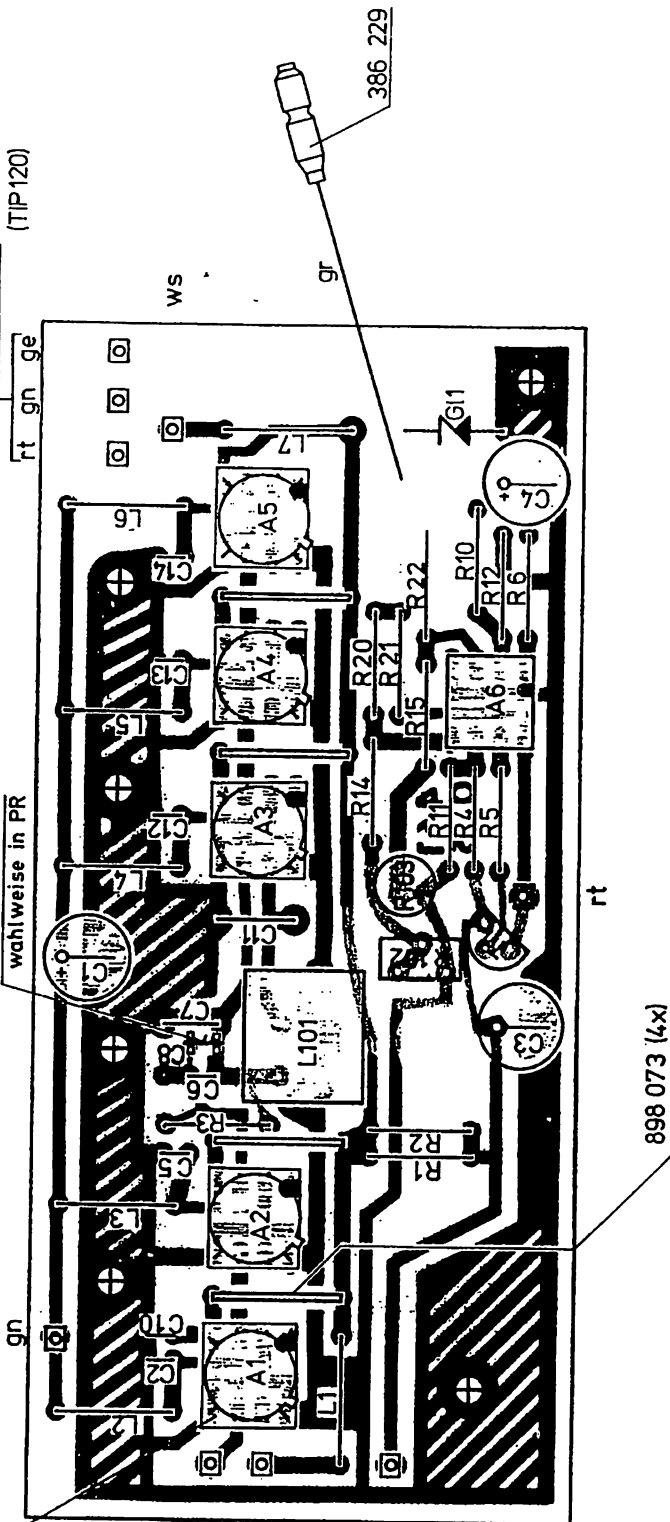 (TIP120)
rt gn ge
ws
gr
386 229
wahlweise in PR
gn
rt
898 073 (4x)
L6
L7
C14
A5
Gl1
C4
R10
R12
R6
R22
R20
R21
C13
A4
L5
R15
A6
R14
C12
A3
L4
R11
R4
R5
C11
C1
C7
C8
C6
L101
C3
R3
R2
R1
C5
L3
A2
C10
C2
A1
L1
L2